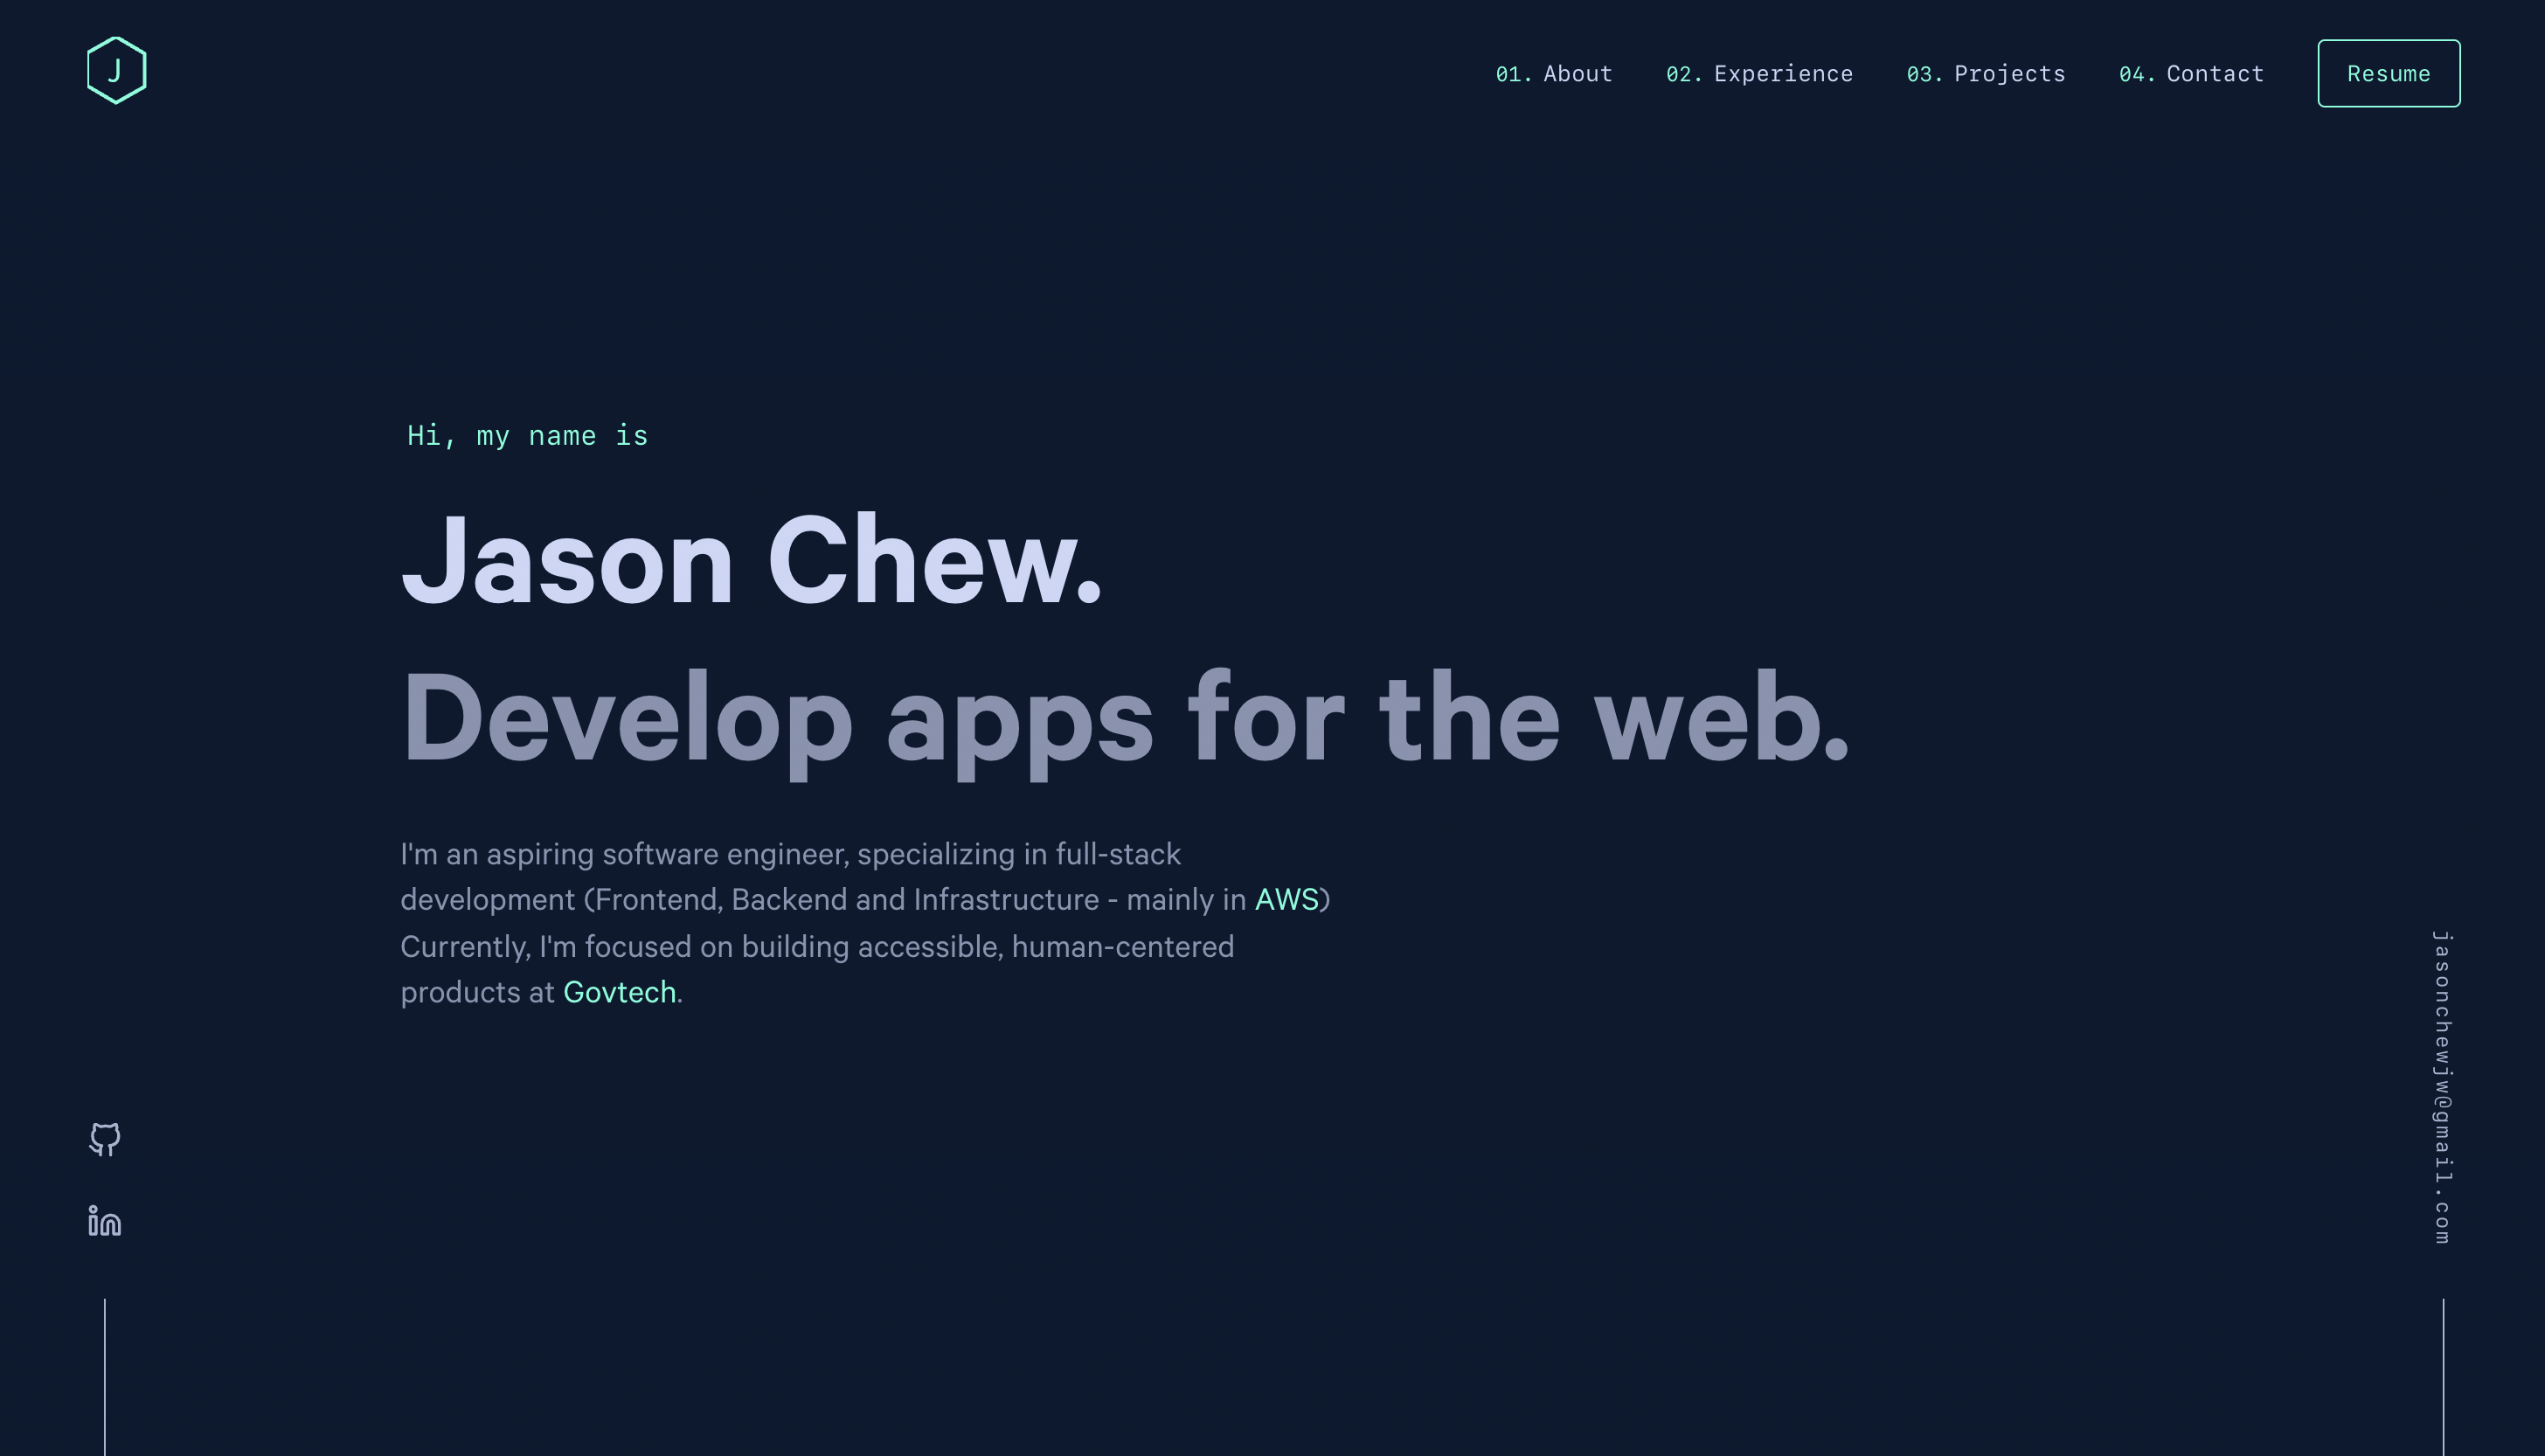 J
01. About 02. Experience 03. Projects 04. Contact Resume
Hi, my name is
Jason Chew.
Develop apps for the web.
I'm an aspiring software engineer, specializing in full-stack
development (Frontend, Backend and Infrastructure - mainly in AWS)
Currently, I'm focused on building accessible, human-centered
products at Govtech.
in
jasonchewjw@gmail.com